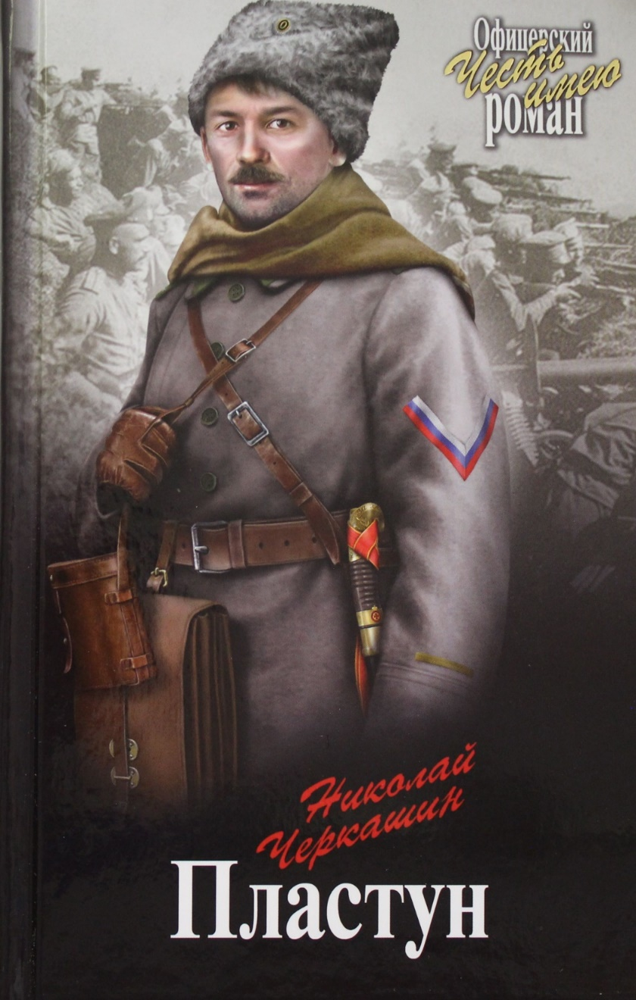 Офицерский
Честь
имею
роман
Николай
Черкашин
Пластун